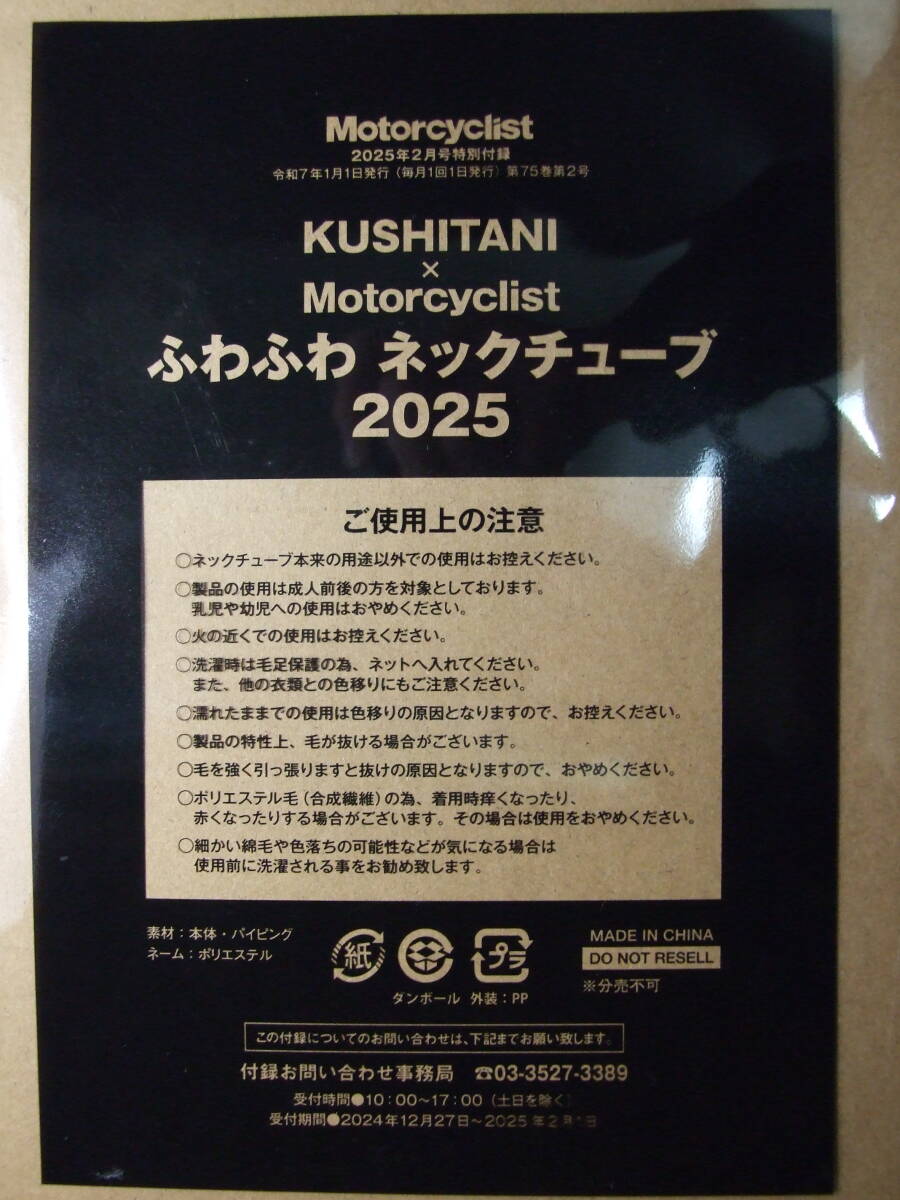 Motorcyclist
2025年2月号特別付録
令和7年1月1日発行（毎月1回1日発行）第75巻第2号
KUSHITANI
×
Motorcyclist
ふわふわ ネックチューブ
2025
ご使用上の注意
○ネックチューブ本来の用途以外での使用はお控えください。
○製品の使用は成人前後の方を対象としております。
乳児や幼児への使用はおやめください。
○火の近くでの使用はお控えください。
○洗濯時は毛足保護の為、ネットへ入れてください。
また、他の衣類との色移りにもご注意ください。
○濡れたままでの使用は色移りの原因となりますので、お控えください。
○製品の特性上、毛が抜ける場合がございます。
○毛を強く引っ張りますと抜けの原因となりますので、おやめください。
○ポリエステル毛（合成繊維）の為、着用時痒くなったり、
赤くなったりする場合がございます。その場合は使用をおやめください。
○細かい綿毛や色落ちの可能性などが気になる場合は
使用前に洗濯される事をお勧め致します。
素材：本体・パイピング
ネーム：ポリエステル
紙
プラ
ダンボール 外装：PP
MADE IN CHINA
DO NOT RESELL
※分売不可
この付録についてのお問い合わせは、下記までお願い致します。
付録お問い合わせ事務局 ☎03-3527-3389
受付時間●10：00～17：00（土日を除く）
受付期間●2024年12月27日～2025年2月1日